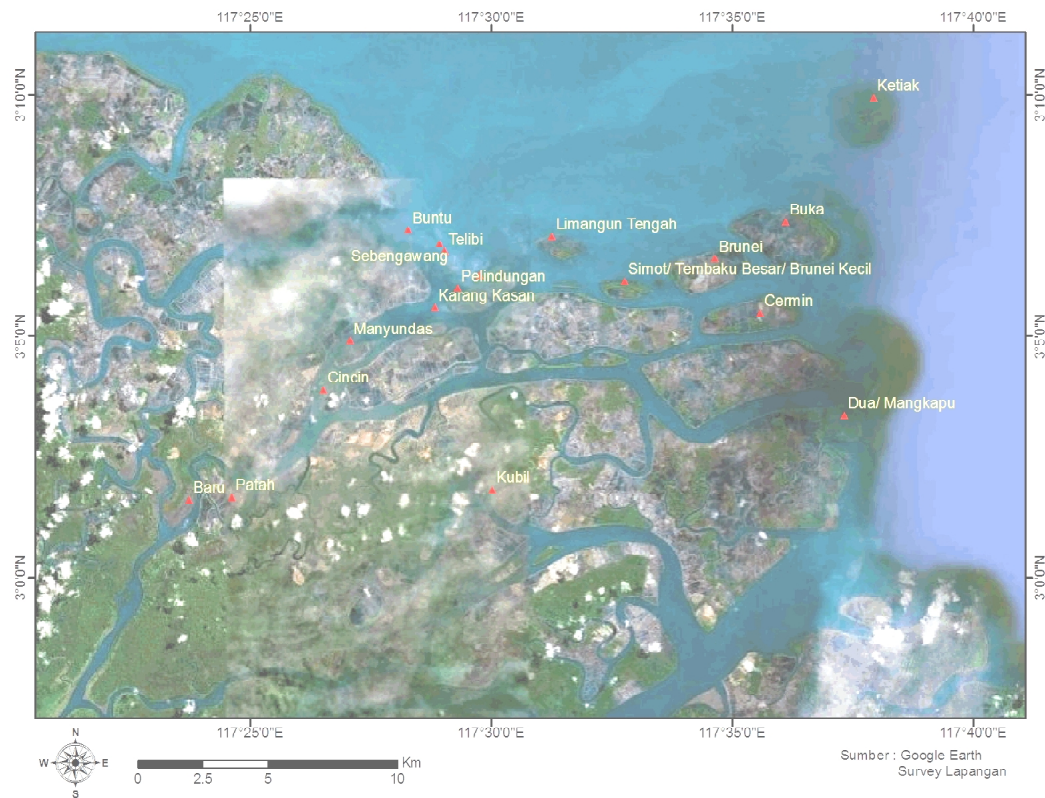 117°25'0"E 117°30'0"E 117°35'0"E 117°40'0"E
3°10'0"N 3°10'0"N
Ketiak
Buka
Buntu
Limangun Tengah
Telibi
Brunei
Sebengawang
Simot/ Tembaku Besar/ Brunei Kecil
Pelindungan
Karang Kasan
Cermin
Manyundas
3°5'0"N 3°5'0"N
Cincin
Dua/ Mangkapu
Kubil
Baru Patah
3°0'0"N 3°0'0"N
117°25'0"E 117°30'0"E 117°35'0"E 117°40'0"E
N
W E
S
Km
0 2.5 5 10
Sumber : Google Earth
Survey Lapangan